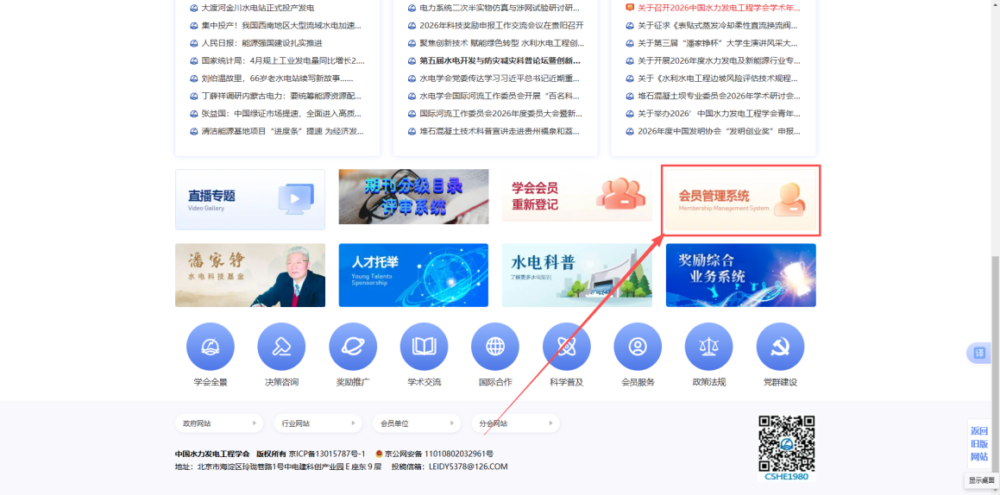 大渡河金川水电站正式投产发电
集中投产！我国西南地区大型流域水电加速...
人民日报：能源强国建设扎实推进
国家统计局：4月规上工业发电量同比增长2....
刘伯温故里，66岁老水电站续写新故事......
丁薛祥调研内蒙古电力：要统筹能源资源配...
张益国：中国绿证市场提速，全面进入高质...
清洁能源基地项目“进度条”提速 为经济发...
电力系统二次半实物仿真与涉网试验研讨研...
2026年科技奖励申报工作交流会议在贵阳召开
聚焦创新技术 赋能绿色转型 水利水电工程创...
第五届水电开发与防灾减灾科普论坛暨创新...
水电学会党委传达学习习近平总书记近期重...
水电学会国际河流工作委员会开展“百名科...
国际河流工作委员会2026年度委员大会暨新...
堆石混凝土技术科普宣讲走进贵州福泉和荔...
关于召开2026中国水力发电工程学会学术年...
关于征求《表贴式蒸发冷却柔性直流换流阀...
关于第三届“潘家铮杯”大学生演讲风采大...
关于开展2026年度水力发电及新能源行业专...
关于《水利水电工程边坡风险评估技术规程...
堆石混凝土坝专业委员会2026年学术研讨会...
关于举办2026’中国水力发电工程学会青年...
2026年度中国发明协会“发明创业奖”申报...
直播专题
Video Gallery
期刊分级目录
评审系统
学会会员
重新登记
会员管理系统
Membership Management System
潘家铮
水电科技基金
人才托举
Young Talents
Sponsorship
水电科普
了解更多水电知识
奖励综合
业务系统
学会全景
决策咨询
奖励推广
学术交流
国际合作
科学普及
会员服务
政策法规
党群建设
译
政府网站
行业网站
会员单位
分会网站
中国水力发电工程学会 版权所有 京ICP备13015787号-1 京公网安备 11010802032961号
地址：北京市海淀区玲珑巷路1号中电建科创产业园 E 座东 9 层 投稿信箱：LEIDY5378@126.COM
CSHE1980
返回
旧版
网站
显示桌面